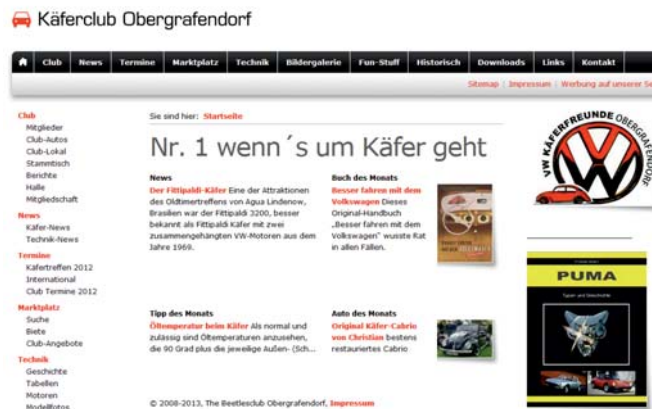 Käferclub Obergrafendorf
Club News Termine Marktplatz Technik Bildergalerie Fun-Stuff Historisch Downloads Links Kontakt
Sitemap | Impressum | Werbung auf unserer Se
Club
Mitglieder
Club-Autos
Club-Lokal
Stammtisch
Berichte
Halle
Mitgliedschaft
News
Käfer-News
Technik-News
Termine
Käfertreffen 2012
International
Club Termine 2012
Marktplatz
Suche
Biete
Club-Angebote
Technik
Geschichte
Tabellen
Motoren
Modellfotos
Sie sind hier: Startseite
Nr. 1 wenn´s um Käfer geht
News
Der Fittipaldi-Käfer Eine der Attraktionen
des Oldtimertreffens von Agua Lindenow,
Brasilien war der Fittipaldi 3200, besser
bekannt als Fittipaldi Käfer mit zwei
zusammengehängten VW-Motoren aus dem
Jahre 1969.
Buch des Monats
Besser fahren mit dem
Volkswagen Dieses
Original-Handbuch
„Besser fahren mit dem
Volkswagen" wusste Rat
in allen Fällen.
Tipp des Monats
Öltemperatur beim Käfer Als normal und
zulässig sind Öltemperaturen anzusehen,
die 90 Grad plus die jeweilige Außen- (Sch...
Auto des Monats
Original Käfer-Cabrio
von Christian bestens
restauriertes Cabrio
© 2008-2013, The Beetlesclub Obergrafendorf, Impressum
VW KÄFERFREUNDE OBERGRAFENDORF
PUMA
Typen und Geschichte